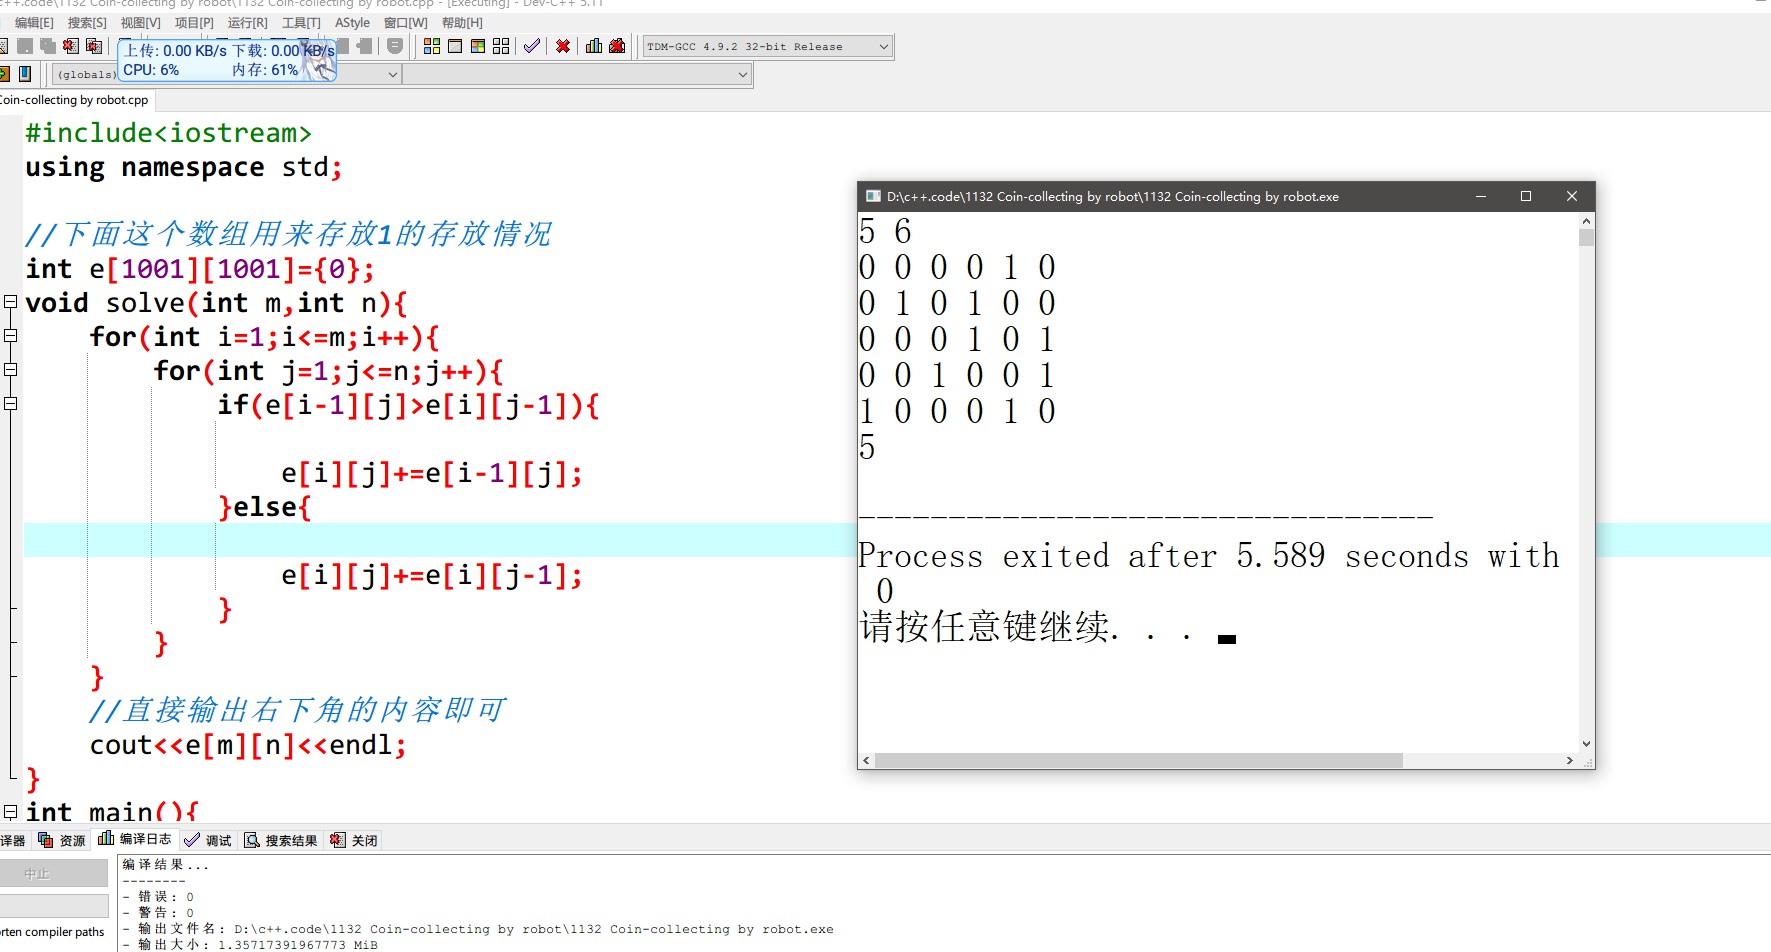 c++.code\1132 Coin-collecting by robot\1132 Coin-collecting by robot.cpp - [Executing] - Dev-C++ 5.11
编辑[E] 搜索[S] 视图[V] 项目[P] 运行[R] 工具[T] AStyle 窗口[W] 帮助[H]
上传: 0.00 KB/s 下载: 0.00 KB/s
CPU: 6% 内存: 61%
TDM-GCC 4.9.2 32-bit Release
(globals)
Coin-collecting by robot.cpp
#include<iostream>
using namespace std;
//下面这个数组用来存放1的存放情况
int e[1001][1001]={0};
void solve(int m,int n){
for(int i=1;i<=m;i++){
for(int j=1;j<=n;j++){
if(e[i-1][j]>e[i][j-1]){
e[i][j]+=e[i-1][j];
}else{
e[i][j]+=e[i][j-1];
}
}
}
//直接输出右下角的内容即可
cout<<e[m][n]<<endl;
}
int main(){
D:\c++.code\1132 Coin-collecting by robot\1132 Coin-collecting by robot.exe
5 6
0 0 0 0 1 0
0 1 0 1 0 0
0 0 0 1 0 1
0 0 1 0 0 1
1 0 0 0 1 0
5
--------------------------------
Process exited after 5.589 seconds with
0
请按任意键继续. . .
译器 资源 编译日志 调试 搜索结果 关闭
中止
orten compiler paths
编译结果...
--------
- 错误: 0
- 警告: 0
- 输出文件名: D:\c++.code\1132 Coin-collecting by robot\1132 Coin-collecting by robot.exe
- 输出大小: 1.35717391967773 MiB